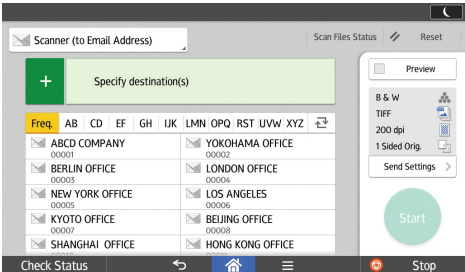 Scanner (to Email Address)
Scan Files Status
Reset
Specify destination(s)
Preview
B & W
TIFF
200 dpi
1 Sided Orig.
Send Settings
Start
Freq. AB CD EF GH IJK LMN OPQ RST UVW XYZ
ABCD COMPANY
00001
YOKOHAMA OFFICE
00002
BERLIN OFFICE
00003
LONDON OFFICE
00004
NEW YORK OFFICE
00005
LOS ANGELES
00006
KYOTO OFFICE
00007
BEIJING OFFICE
00008
SHANGHAI OFFICE
HONG KONG OFFICE
Check Status
Stop